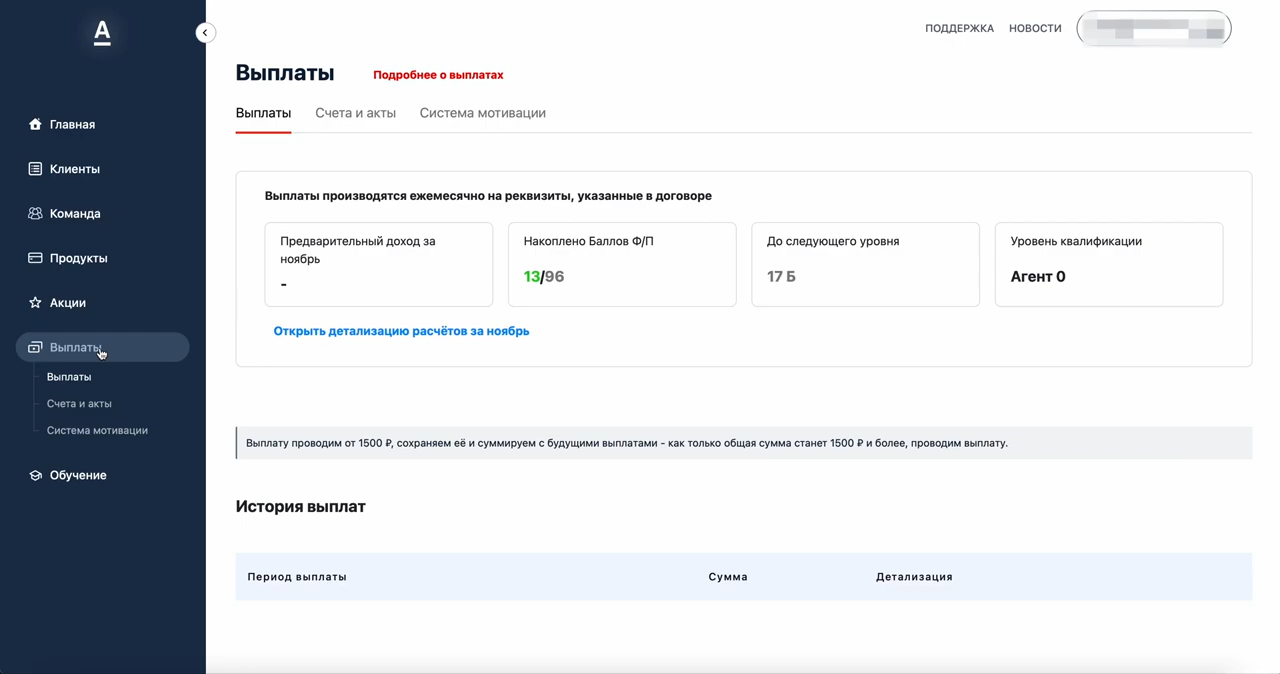 А
ПОДДЕРЖКА НОВОСТИ
Выплаты Подробнее о выплатах
Выплаты Счета и акты Система мотивации
Главная
Клиенты
Команда
Продукты
Акции
Выплаты
Выплаты
Счета и акты
Система мотивации
Обучение
Выплаты производятся ежемесячно на реквизиты, указанные в договоре
Предварительный доход за
ноябрь
-
Накоплено Баллов Ф/П
13/96
До следующего уровня
17 Б
Уровень квалификации
Агент 0
Открыть детализацию расчётов за ноябрь
Выплату проводим от 1500 ₽, сохраняем её и суммируем с будущими выплатами - как только общая сумма станет 1500 ₽ и более, проводим выплату.
История выплат
Период выплаты Сумма Детализация